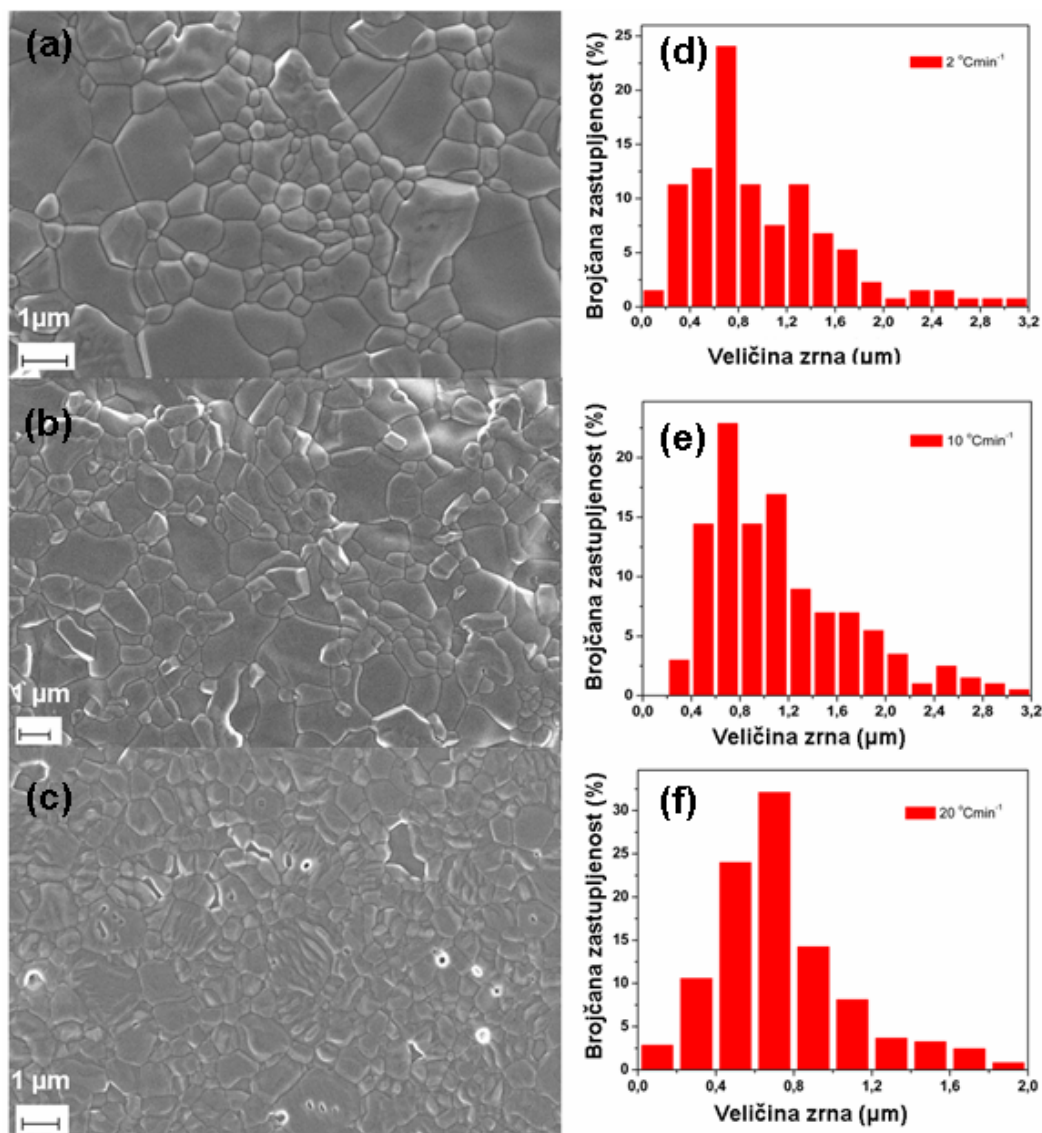 (a)
1µm
(d)
2 °Cmin-1
Brojčana zastupljenost (%)
25
20
15
10
5
0
0,0 0,4 0,8 1,2 1,6 2,0 2,4 2,8 3,2
Veličina zrna (µm)
(b)
1 µm
(e)
10 °Cmin-1
Brojčana zastupljenost (%)
20
15
10
5
0
0,0 0,4 0,8 1,2 1,6 2,0 2,4 2,8 3,2
Veličina zrna (µm)
(c)
1 µm
(f)
20 °Cmin-1
Brojčana zastupljenost (%)
30
25
20
15
10
5
0
0,0 0,4 0,8 1,2 1,6 2,0
Veličina zrna (µm)